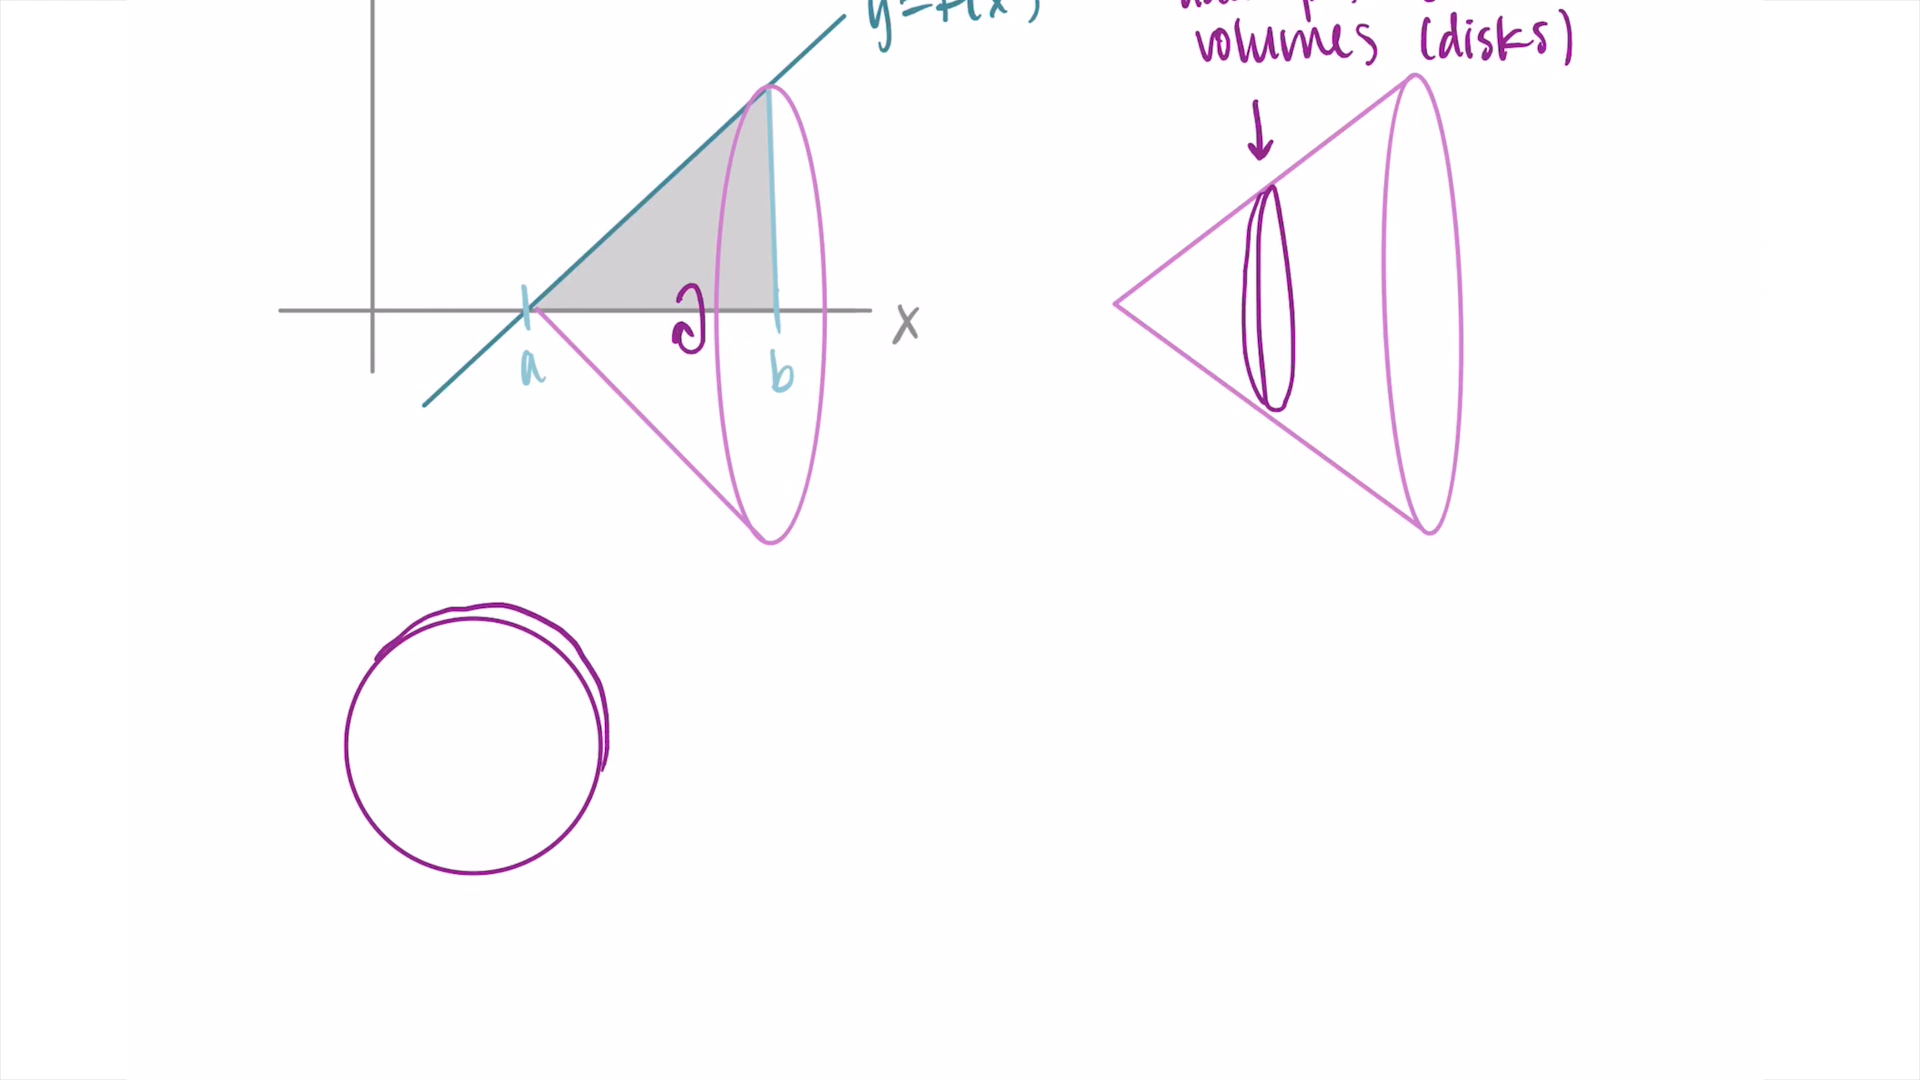 y=f(x)
volumes (disks)
x
a
b